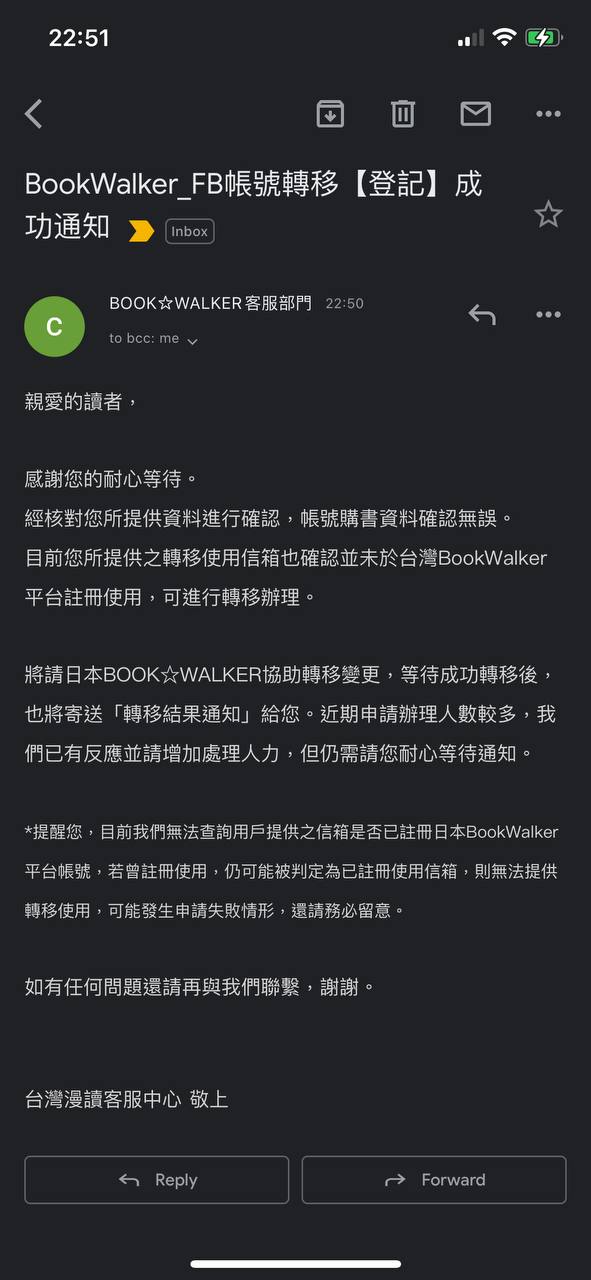 22:51
BookWalker_FB帳號轉移【登記】成
功通知 Inbox
C
BOOK☆WALKER客服部門 22:50
to bcc: me
親愛的讀者，
感謝您的耐心等待。
經核對您所提供資料進行確認，帳號購書資料確認無誤。
目前您所提供之轉移使用信箱也確認並未於台灣BookWalker
平台註冊使用，可進行轉移辦理。
將請日本BOOK☆WALKER協助轉移變更，等待成功轉移後，
也將寄送「轉移結果通知」給您。近期申請辦理人數較多，我
們已有反應並請增加處理人力，但仍需請您耐心等待通知。
*提醒您，目前我們無法查詢用戶提供之信箱是否已註冊日本BookWalker
平台帳號，若曾註冊使用，仍可能被判定為已註冊使用信箱，則無法提供
轉移使用，可能發生申請失敗情形，還請務必留意。
如有任何問題還請再與我們聯繫，謝謝。
台灣漫讀客服中心 敬上
Reply
Forward